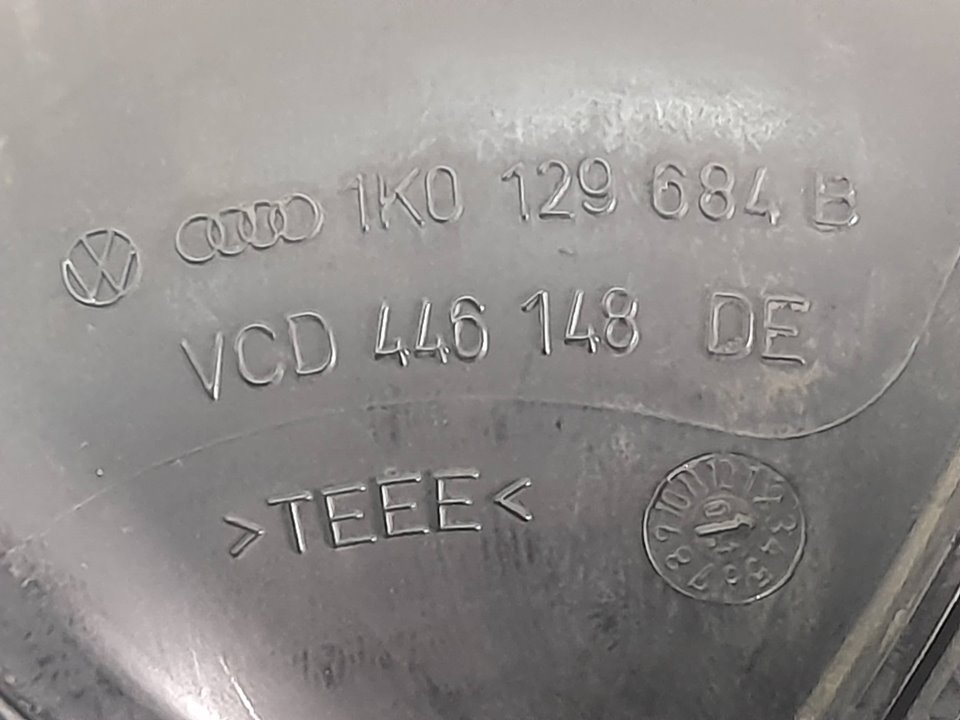 1K0 129 684 B
VCD 446 148 DE
>TEEE<